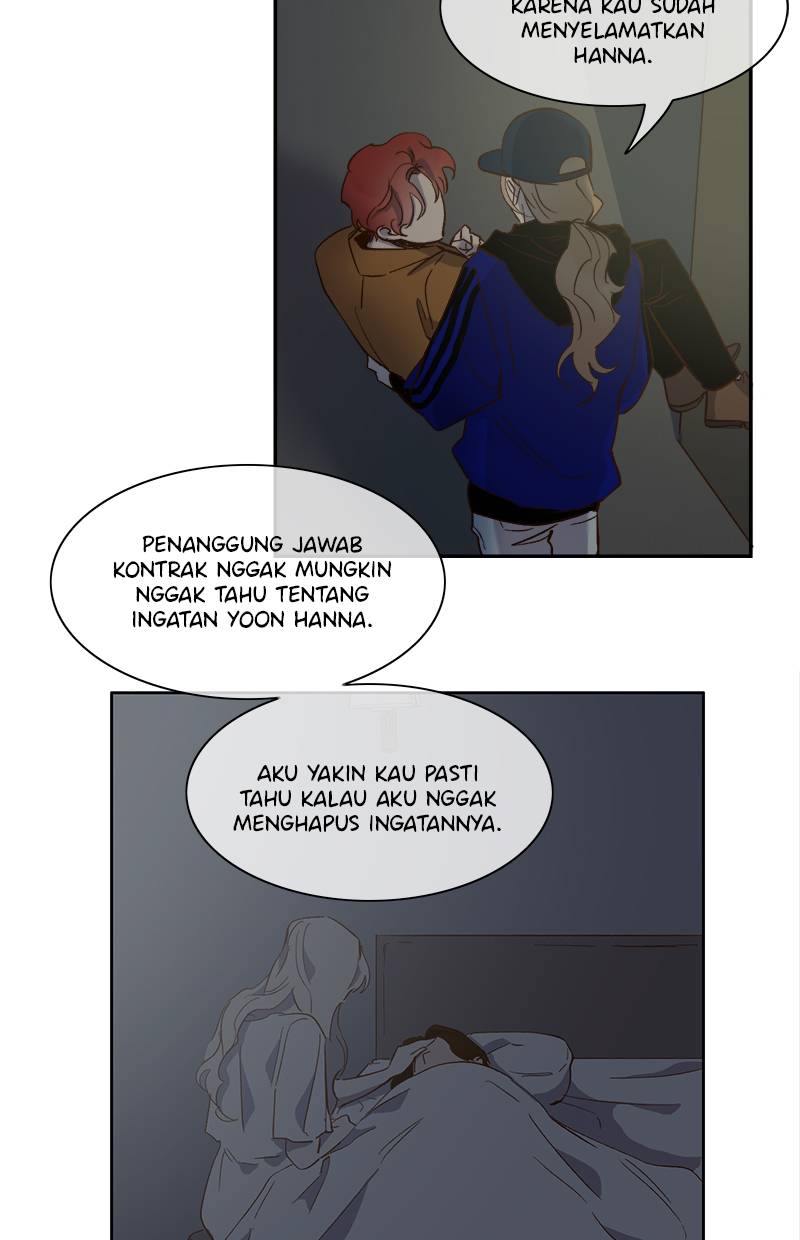 KARENA KAU SUDAH
MENYELAMATKAN
HANNA.
PENANGGUNG JAWAB
KONTRAK NGGAK MUNGKIN
NGGAK TAHU TENTANG
INGATAN YOON HANNA.
AKU YAKIN KAU PASTI
TAHU KALAU AKU NGGAK
MENGHAPUS INGATANNYA.